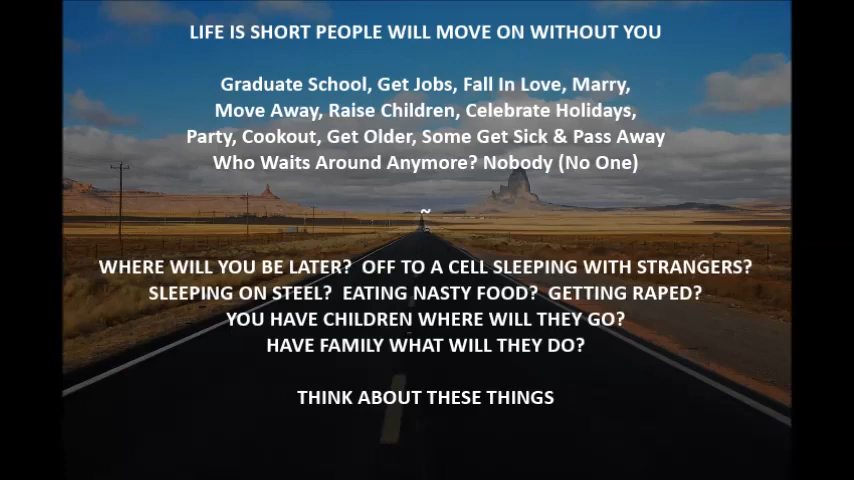 LIFE IS SHORT PEOPLE WILL MOVE ON WITHOUT YOU
Graduate School, Get Jobs, Fall In Love, Marry,
Move Away, Raise Children, Celebrate Holidays,
Party, Cookout, Get Older, Some Get Sick & Pass Away
Who Waits Around Anymore? Nobody (No One)
~
WHERE WILL YOU BE LATER?  OFF TO A CELL SLEEPING WITH STRANGERS?
SLEEPING ON STEEL?  EATING NASTY FOOD?  GETTING RAPED?
YOU HAVE CHILDREN WHERE WILL THEY GO?
HAVE FAMILY WHAT WILL THEY DO?
THINK ABOUT THESE THINGS